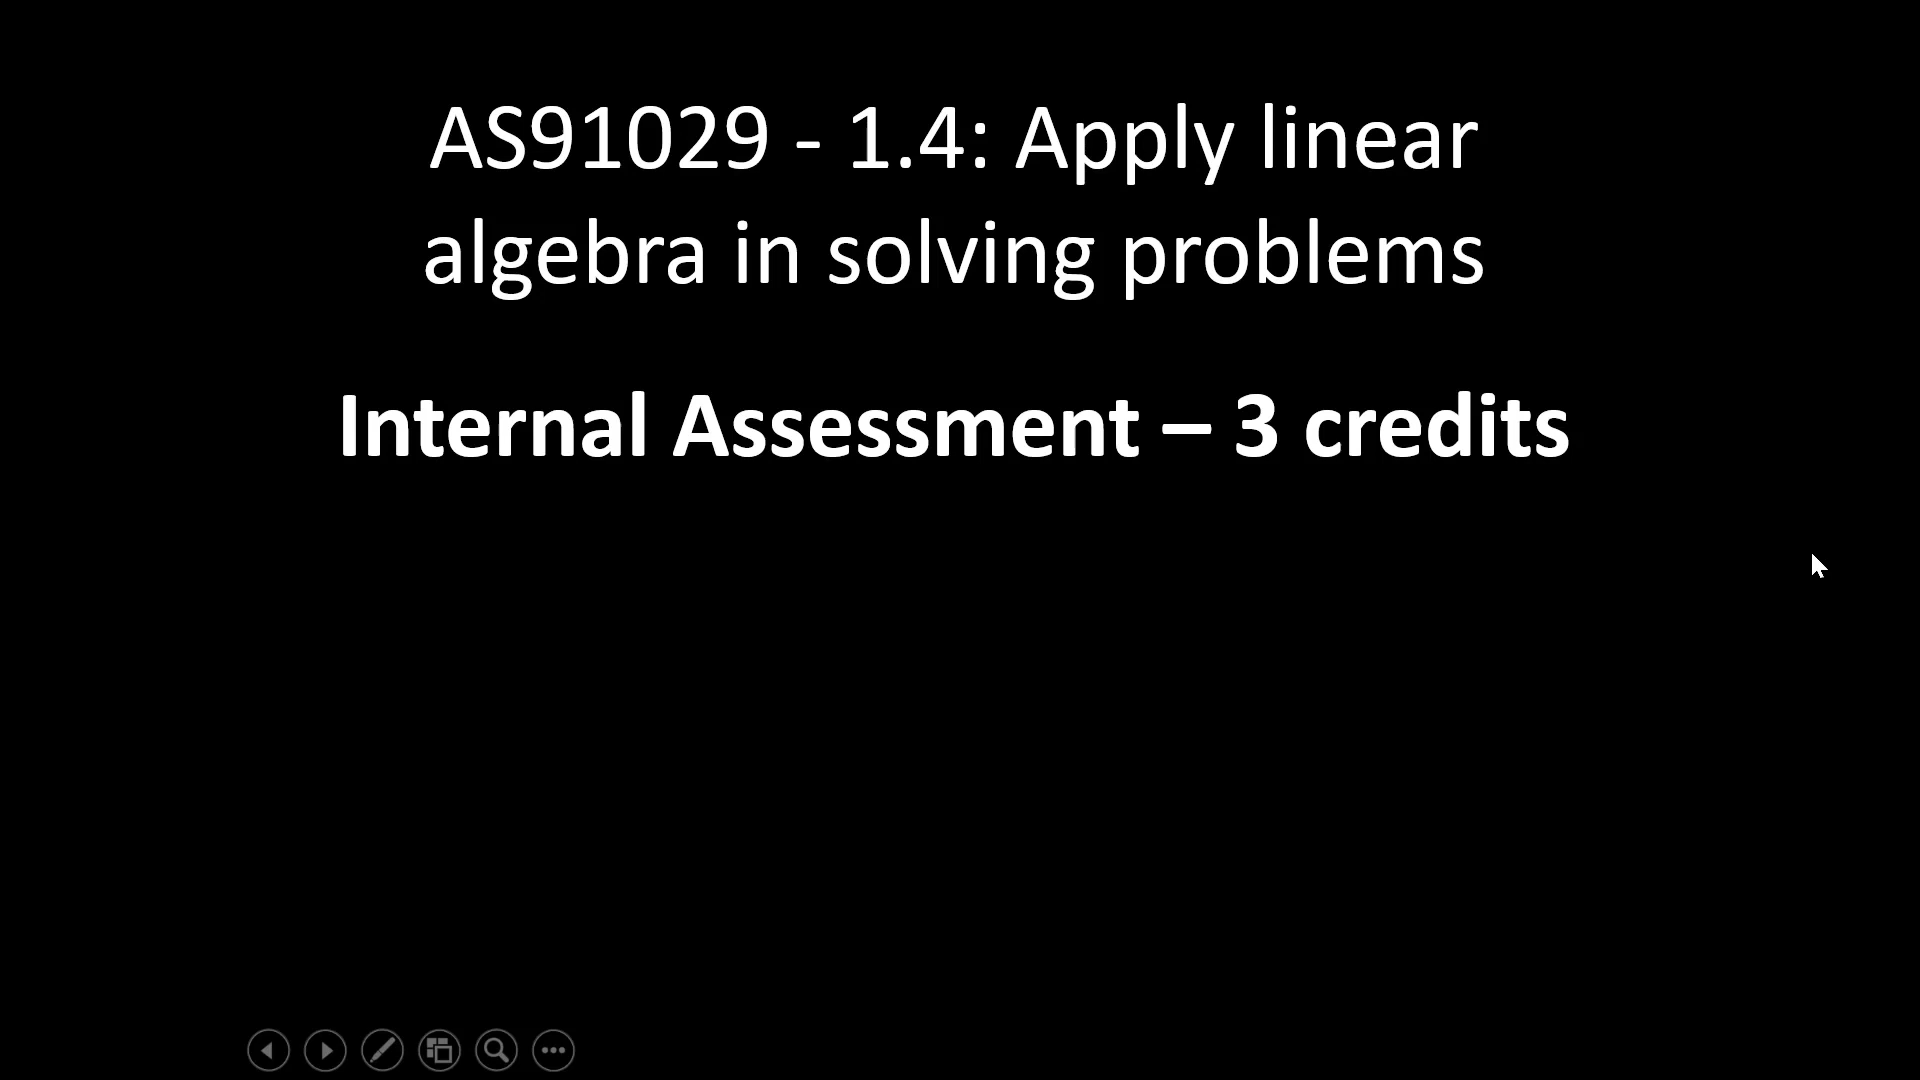 AS91029 - 1.4: Apply linear
algebra in solving problems
Internal Assessment – 3 credits